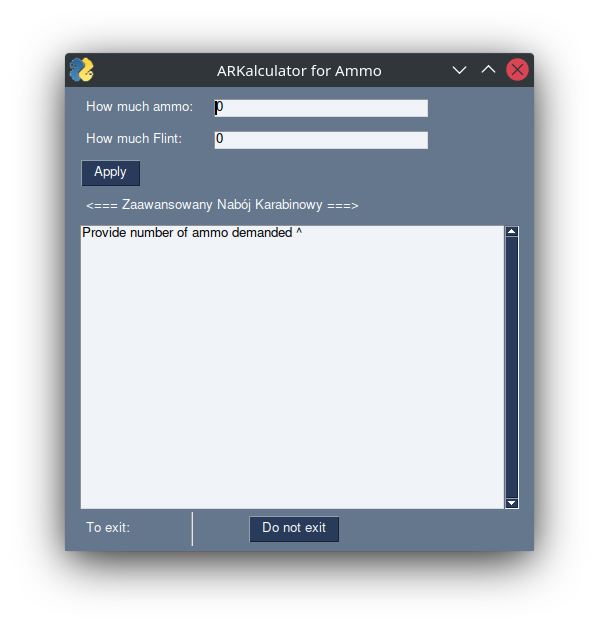 ARKalculator for Ammo
How much ammo: 0
How much Flint: 0
Apply
<=== Zaawansowany Nabój Karabinowy ===>
Provide number of ammo demanded ^
To exit: Do not exit